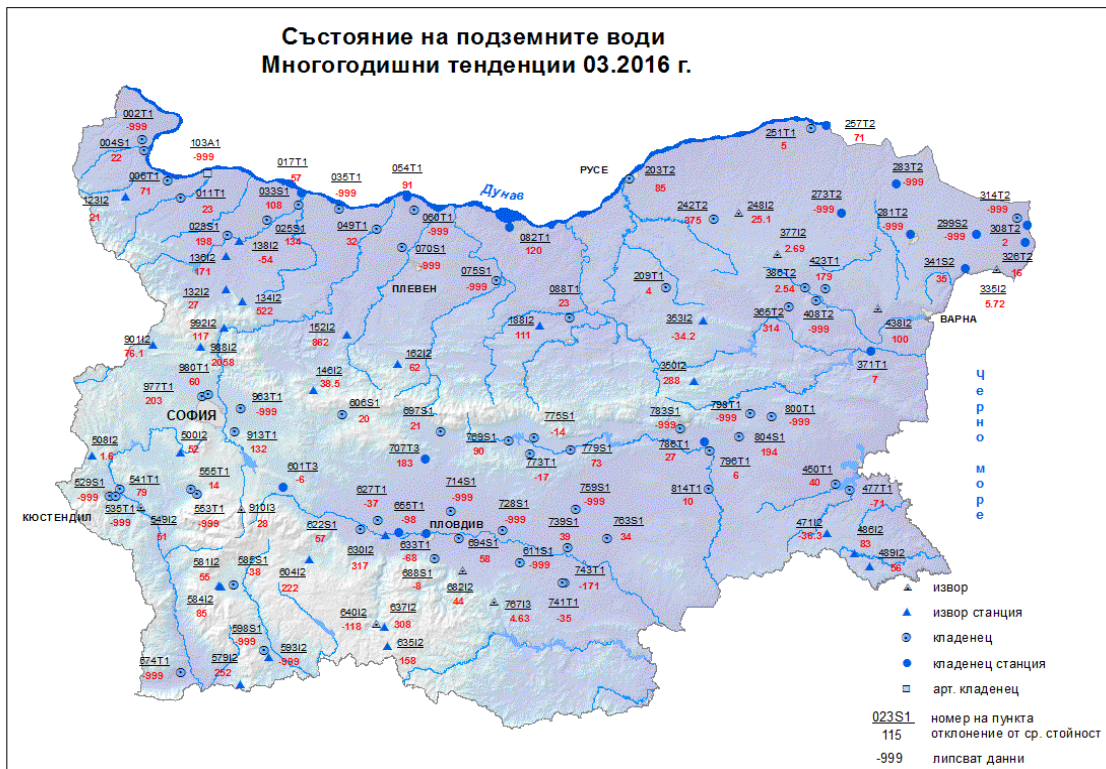 Състояние на подземните води
Многогодишни тенденции 03.2016 г.
002T1
-999
004S1
22
103A1
-999
006T1
71
011T1
23
123I2
21
017T1
57
033S1
108
035T1
-999
054T1
91
Дунав
РУСЕ
203T2
85
251T1
5
257T2
71
283T2
-999
273T2
-999
314T2
-999
242T2
375
248I2
25.1
281T2
-999
299S2
-999
308T2
2
326T2
16
335I2
5.72
341S2
35
377I2
2.69
386T2
2.54
423T1
179
365T2
314
408T2
-999
438I2
100
ВАРНА
028S1
198
025S1
134
138I2
-54
136I2
171
049T1
32
060T1
-999
070S1
-999
082T1
120
ПЛЕВЕН
075S1
-999
088T1
23
209T1
4
353I2
-34.2
132I2
27
134I2
522
992I2
117
152I2
862
188I2
111
901I2
76.1
988I2
2058
162I2
62
350I2
288
371T1
7
980T1
60
977T1
203
146I2
38.5
963T1
-999
СОФИЯ
606S1
20
697S1
21
775S1
-14
783S1
-999
798T1
-999
800T1
-999
508I2
1.6
500I2
52
913T1
132
769S1
90
707T3
183
773T1
-17
779S1
73
786T1
27
804S1
194
796T1
6
529S1
-999
541T1
79
555T1
14
601T3
-6
627T1
-37
714S1
-999
759S1
-999
814T1
10
450T1
40
477T1
-71
КЮСТЕНДИЛ
535T1
-999
549I2
51
553T1
-999
910I3
28
622S1
57
655T1
-98
ПЛОВДИВ
728S1
-999
739S1
39
763S1
34
471I2
-36.3
486I2
83
489I2
56
581I2
55
585S1
38
604I2
222
630I2
317
633T1
-68
694S1
58
611S1
-999
688S1
-8
584I2
85
682I2
44
743T1
-171
767I3
4.63
741T1
-35
640I2
-118
637I2
308
635I2
158
598S1
-999
593I2
-999
574T1
-999
579I2
252
Черно
море
извор
извор станция
кладенец
кладенец станция
арт. кладенец
023S1 номер на пункта
115 отклонение от ср. стойност
-999 липсват данни